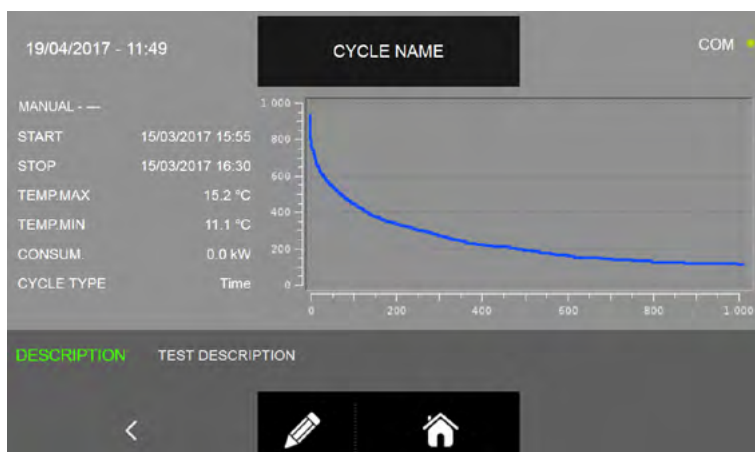 19/04/2017 - 11:49
CYCLE NAME
COM
MANUAL - ---
START 15/03/2017 15:55
STOP 15/03/2017 16:30
TEMP.MAX 15.2 °C
TEMP.MIN 11.1 °C
CONSUM. 0.0 kW
CYCLE TYPE Time
1 000
800
600
400
200
0
0 200 400 600 800 1 000
DESCRIPTION TEST DESCRIPTION